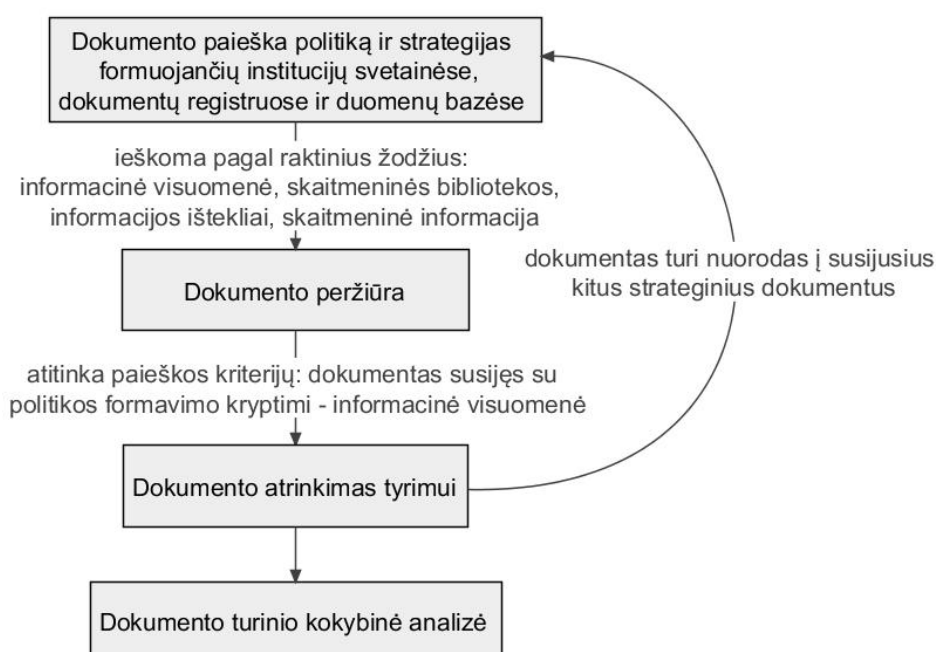 Dokumento paieška politiką ir strategijas
formuojančių institucijų svetainėse,
dokumentų registruose ir duomenų bazėse
ieškoma pagal raktinius žodžius:
informacinė visuomenė, skaitmeninės bibliotekos,
informacijos ištekliai, skaitmeninė informacija
dokumentas turi nuorodas į susijusius
kitus strateginius dokumentus
Dokumento peržiūra
atitinka paieškos kriterijų: dokumentas susijęs su
politikos formavimo kryptimi - informacinė visuomenė
Dokumento atrinkimas tyrimui
Dokumento turinio kokybinė analizė